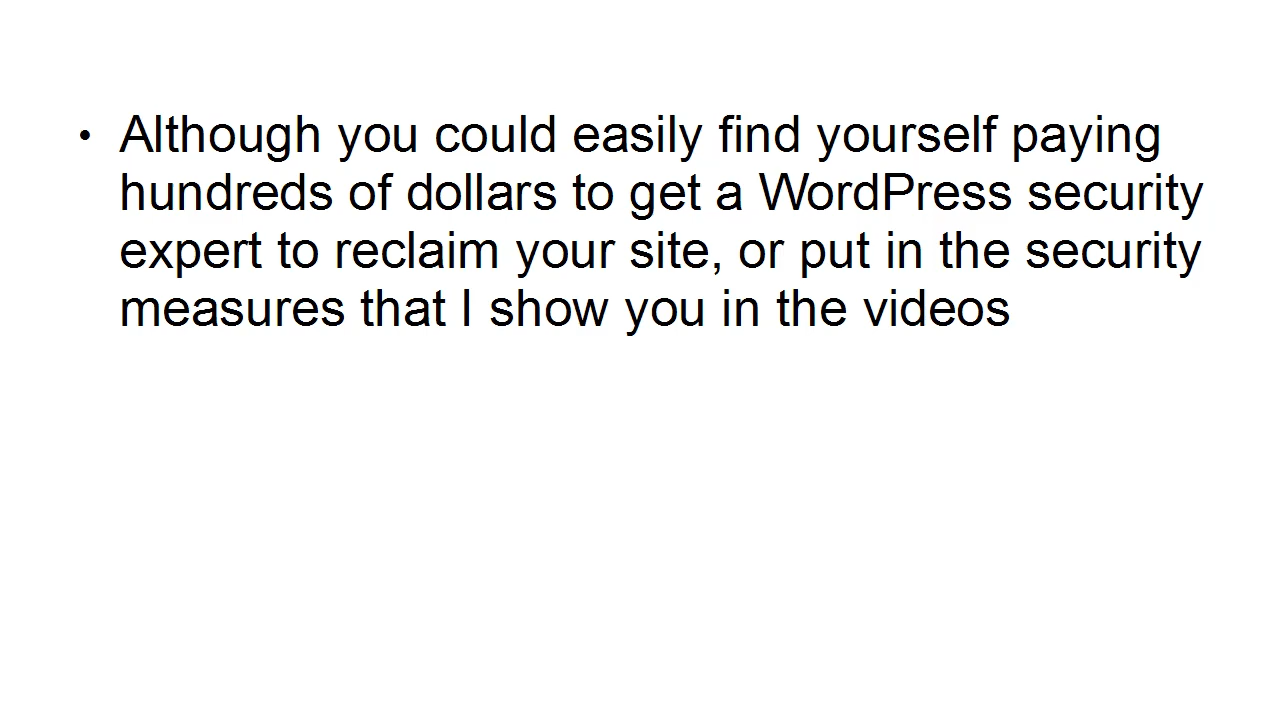 • Although you could easily find yourself paying
hundreds of dollars to get a WordPress security
expert to reclaim your site, or put in the security
measures that I show you in the videos